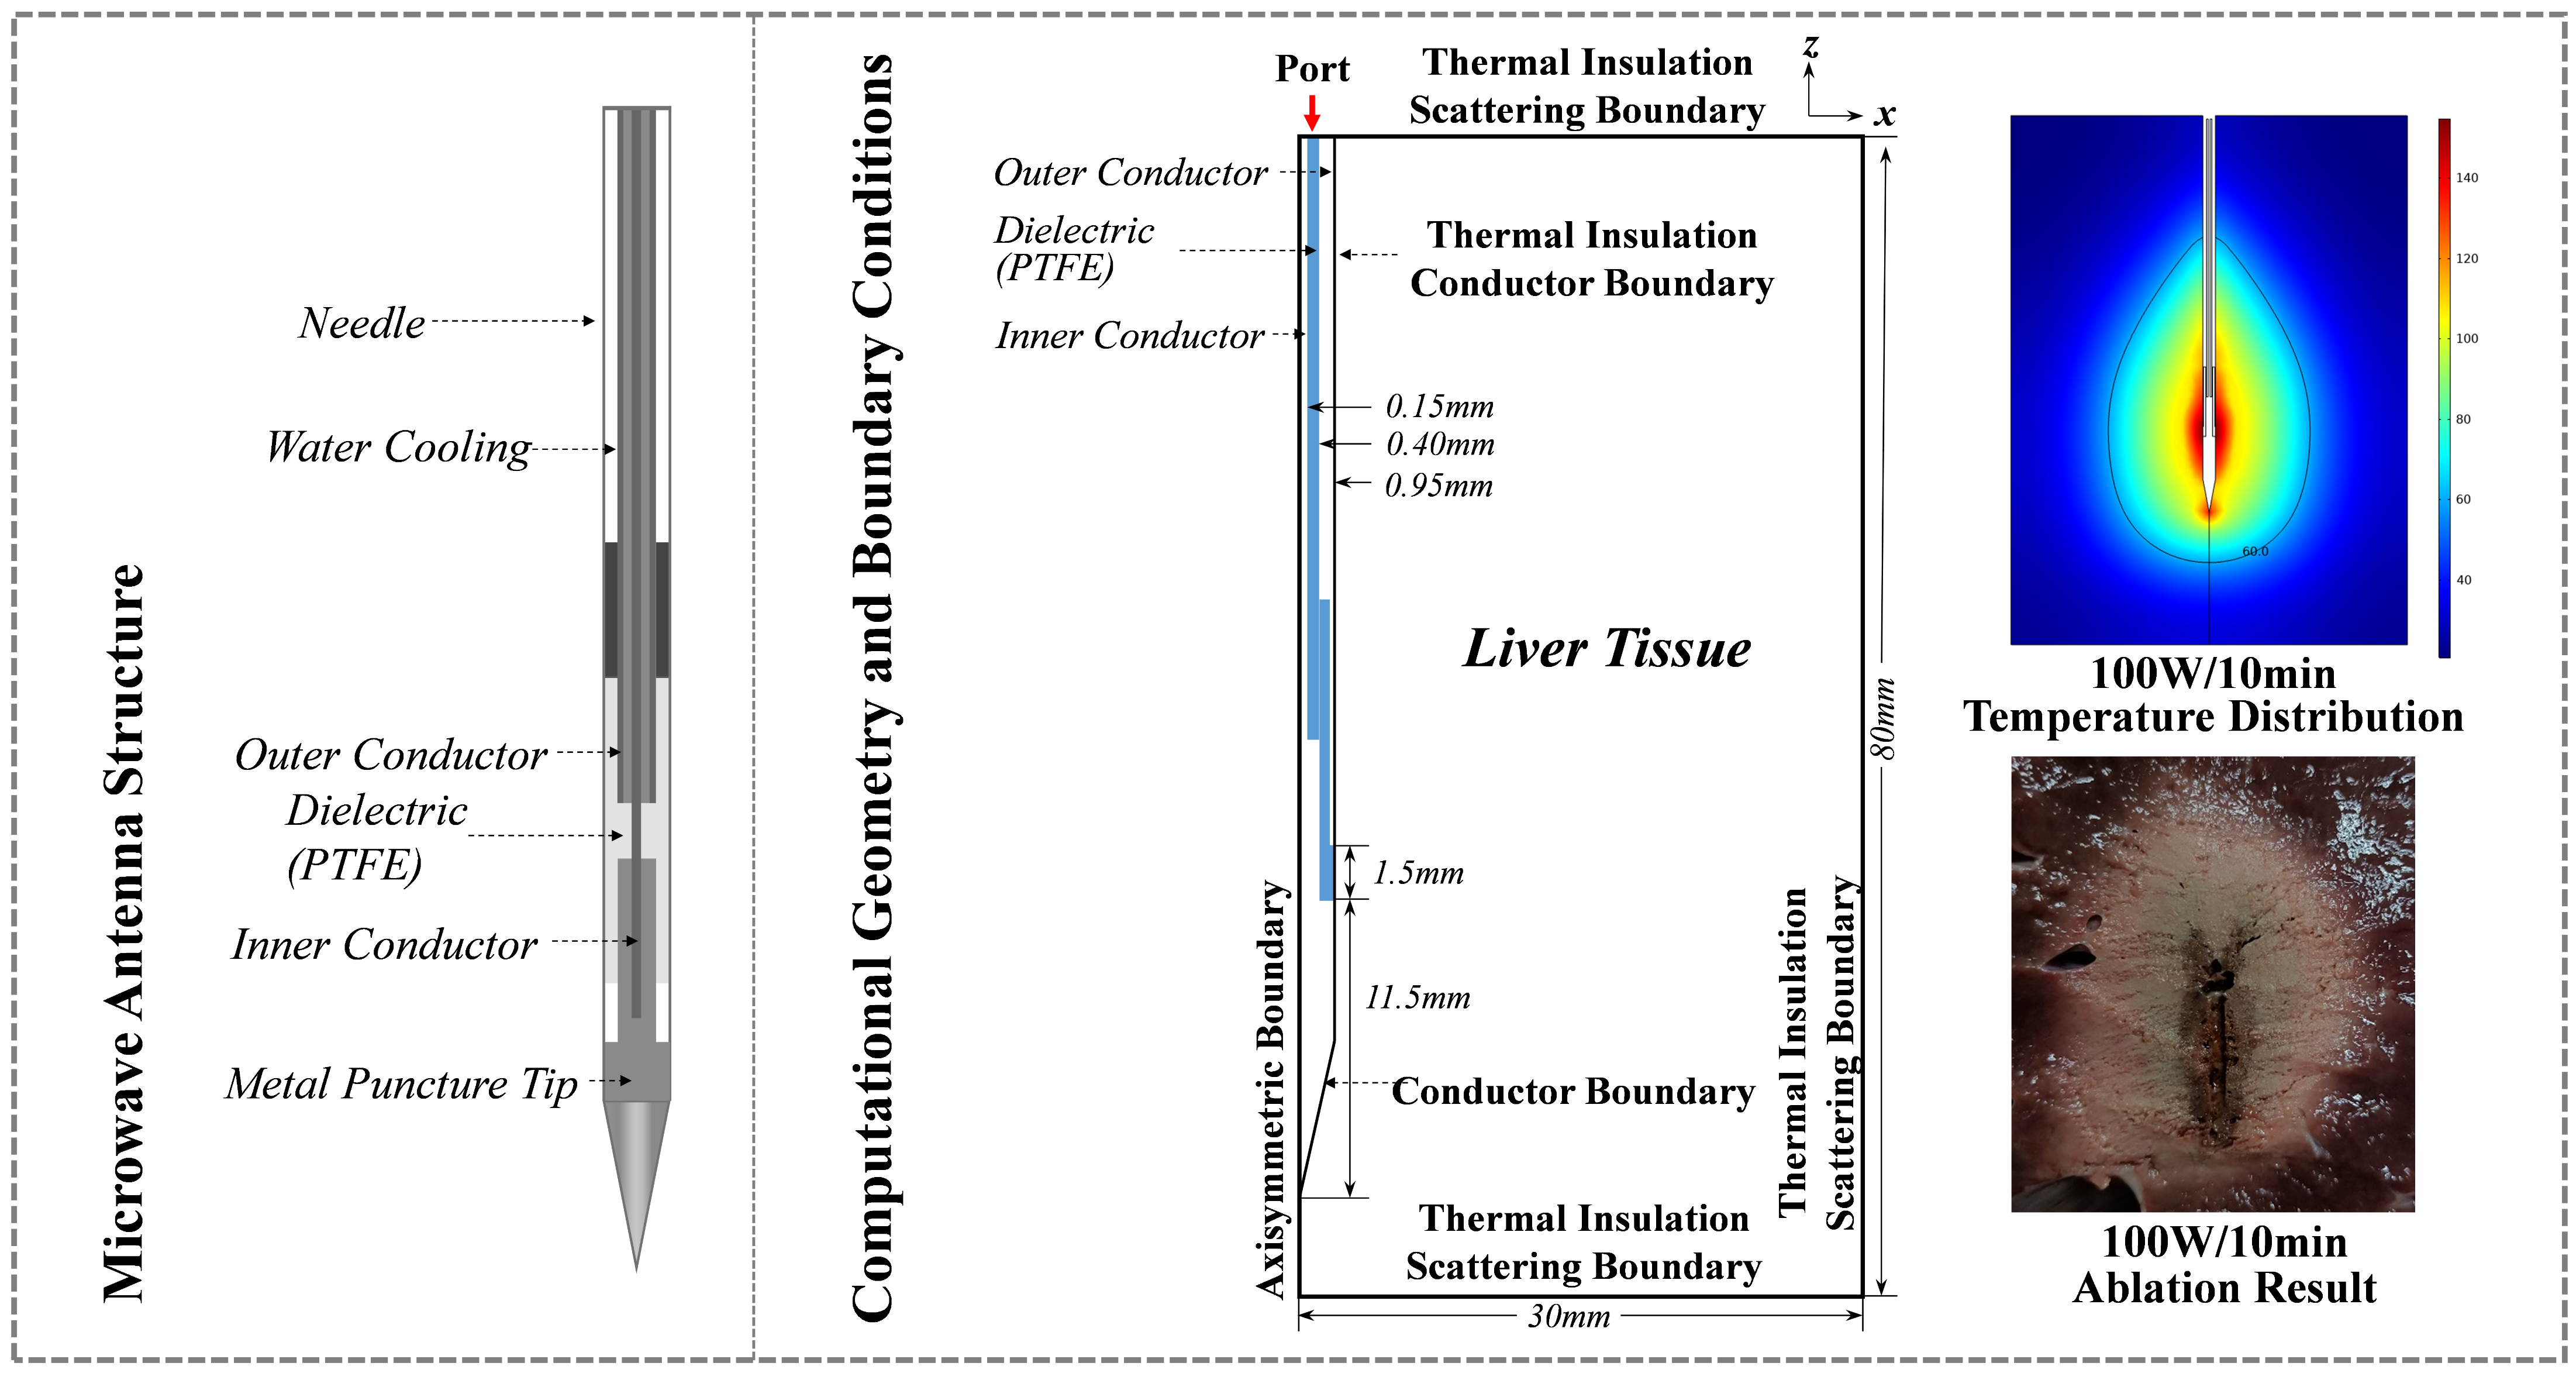 Microwave Antenna Structure
Needle
Water Cooling
Outer Conductor
Dielectric
(PTFE)
Inner Conductor
Metal Puncture Tip
Computational Geometry and Boundary Conditions
Port
Thermal Insulation
Scattering Boundary
z
x
Outer Conductor
Dielectric
(PTFE)
Inner Conductor
Thermal Insulation
Conductor Boundary
0.15mm
0.40mm
0.95mm
Liver Tissue
80mm
1.5mm
11.5mm
Axisymmetric Boundary
Conductor Boundary
Thermal Insulation
Scattering Boundary
Thermal Insulation
Scattering Boundary
30mm
140
120
100
80
60
40
60.0
100W/10min
Temperature Distribution
100W/10min
Ablation Result